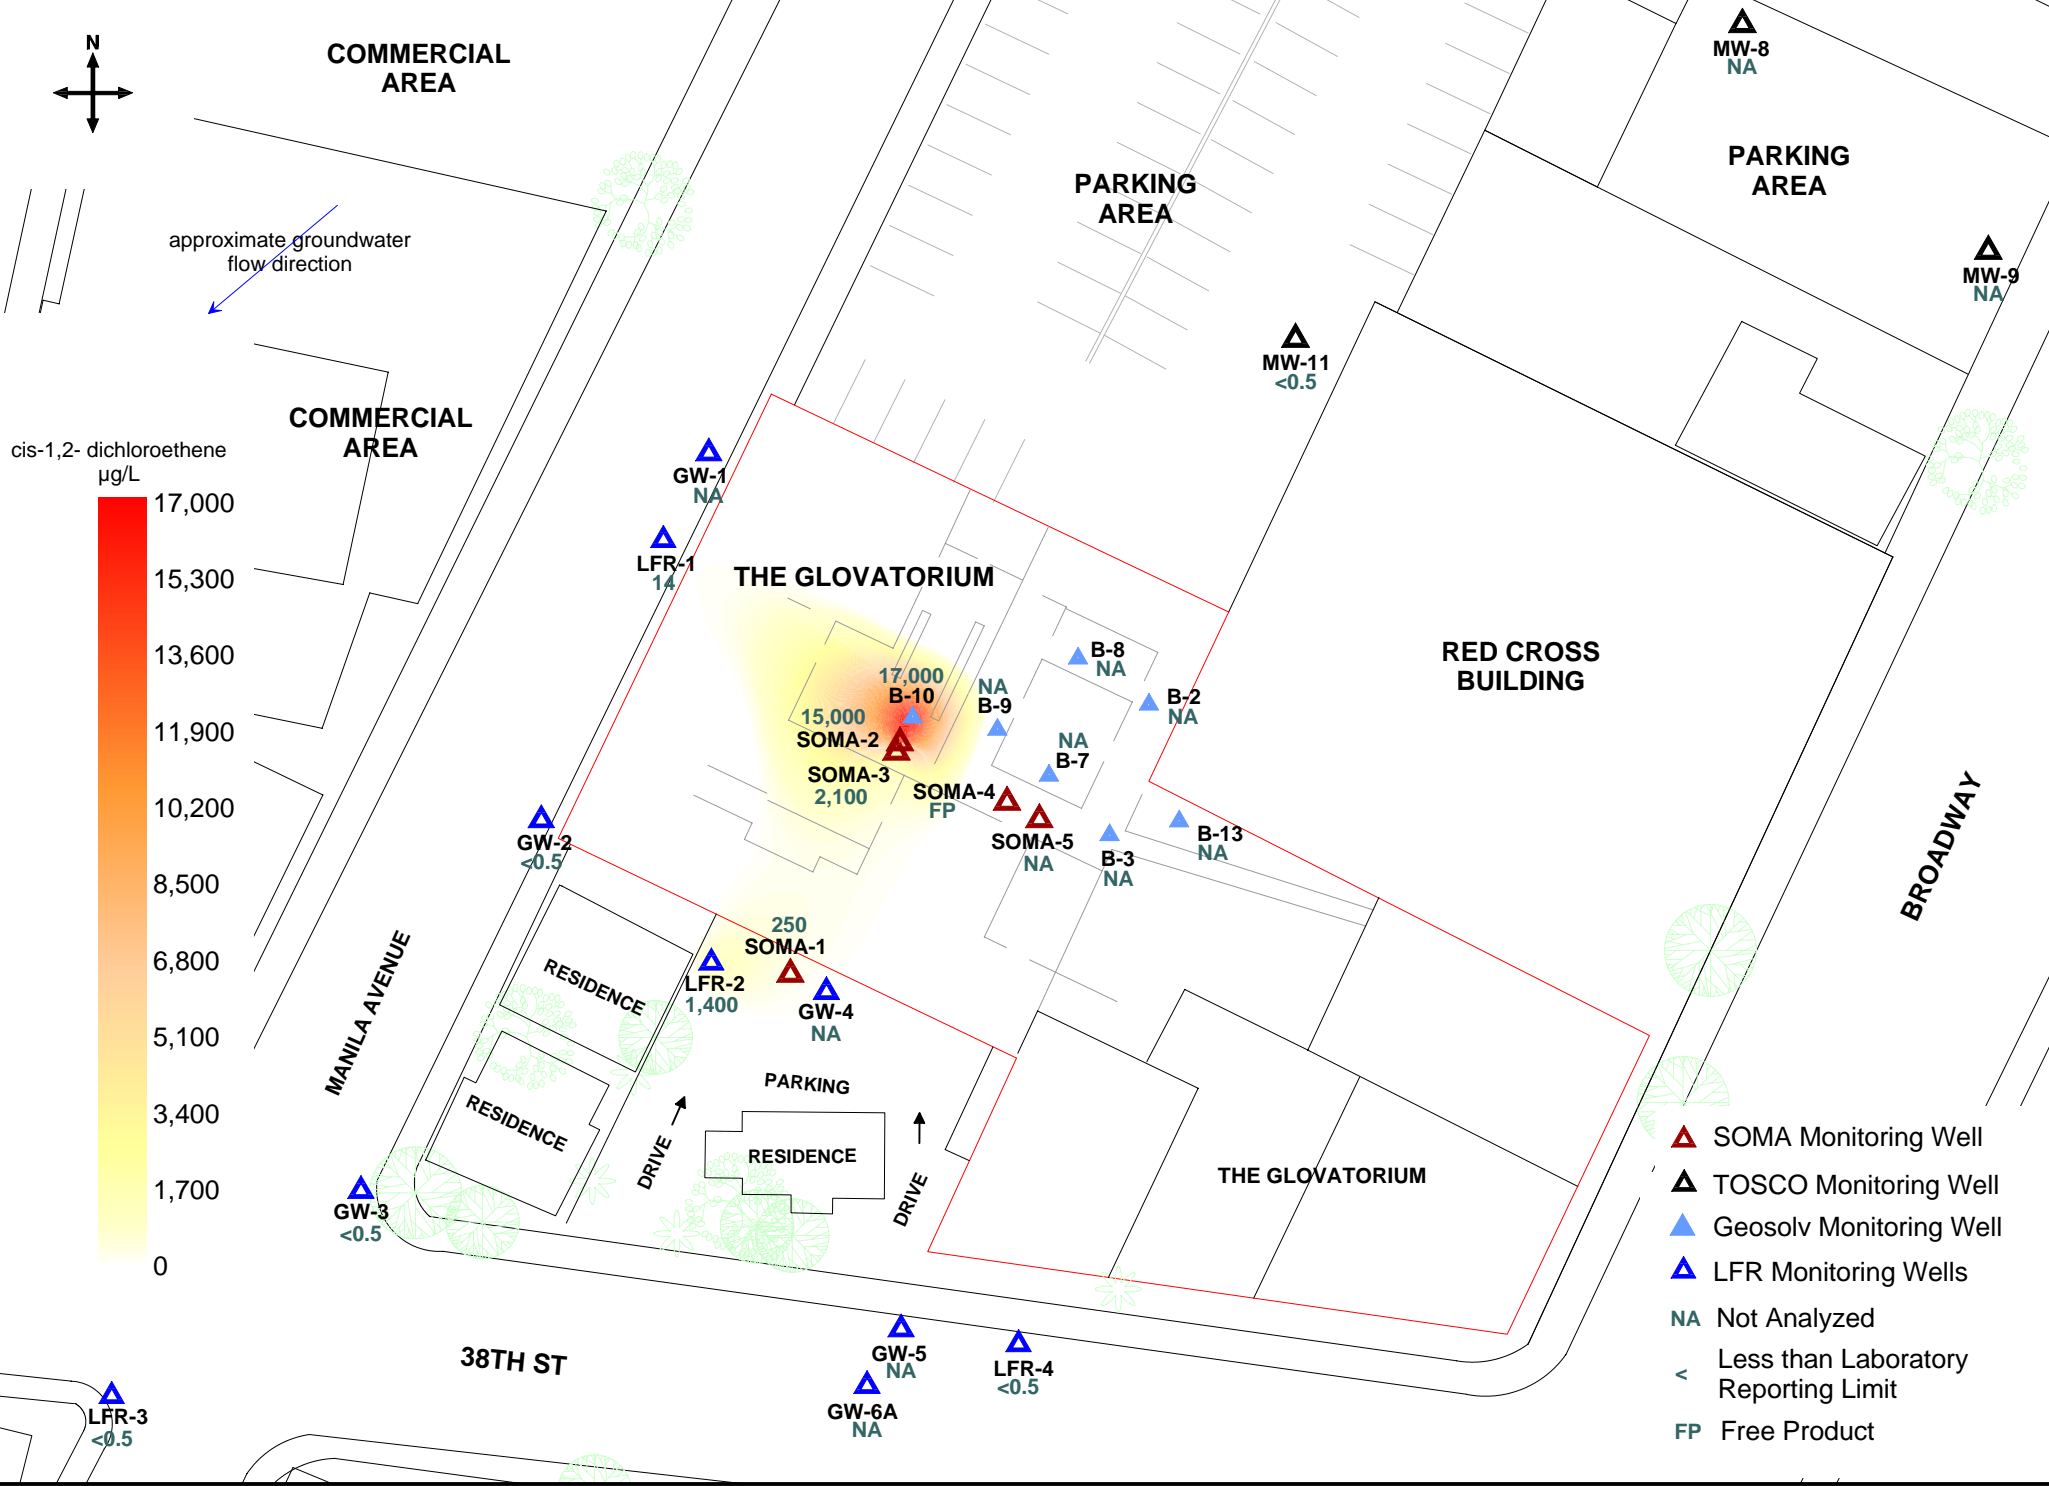 N
COMMERCIAL
AREA
MW-8
NA
PARKING
AREA
PARKING
AREA
approximate groundwater
flow direction
MW-9
NA
MW-11
<0.5
COMMERCIAL
AREA
cis-1,2- dichloroethene
µg/L
17,000
15,300
13,600
11,900
10,200
8,500
6,800
5,100
3,400
1,700
0
GW-1
NA
LFR-1
14
THE GLOVATORIUM
B-8
NA
RED CROSS
BUILDING
17,000
B-10
NA
B-9
B-2
NA
15,000
SOMA-2
NA
B-7
SOMA-3
2,100
SOMA-4
FP
SOMA-5
NA
B-3
NA
B-13
NA
GW-2
<0.5
BROADWAY
250
SOMA-1
LFR-2
1,400
GW-4
NA
RESIDENCE
MANILA AVENUE
PARKING
RESIDENCE
DRIVE
RESIDENCE
DRIVE
THE GLOVATORIUM
GW-3
<0.5
38TH ST
GW-5
NA
LFR-4
<0.5
GW-6A
NA
LFR-3
<0.5
SOMA Monitoring Well
TOSCO Monitoring Well
Geosolv Monitoring Well
LFR Monitoring Wells
NA Not Analyzed
< Less than Laboratory
Reporting Limit
FP Free Product